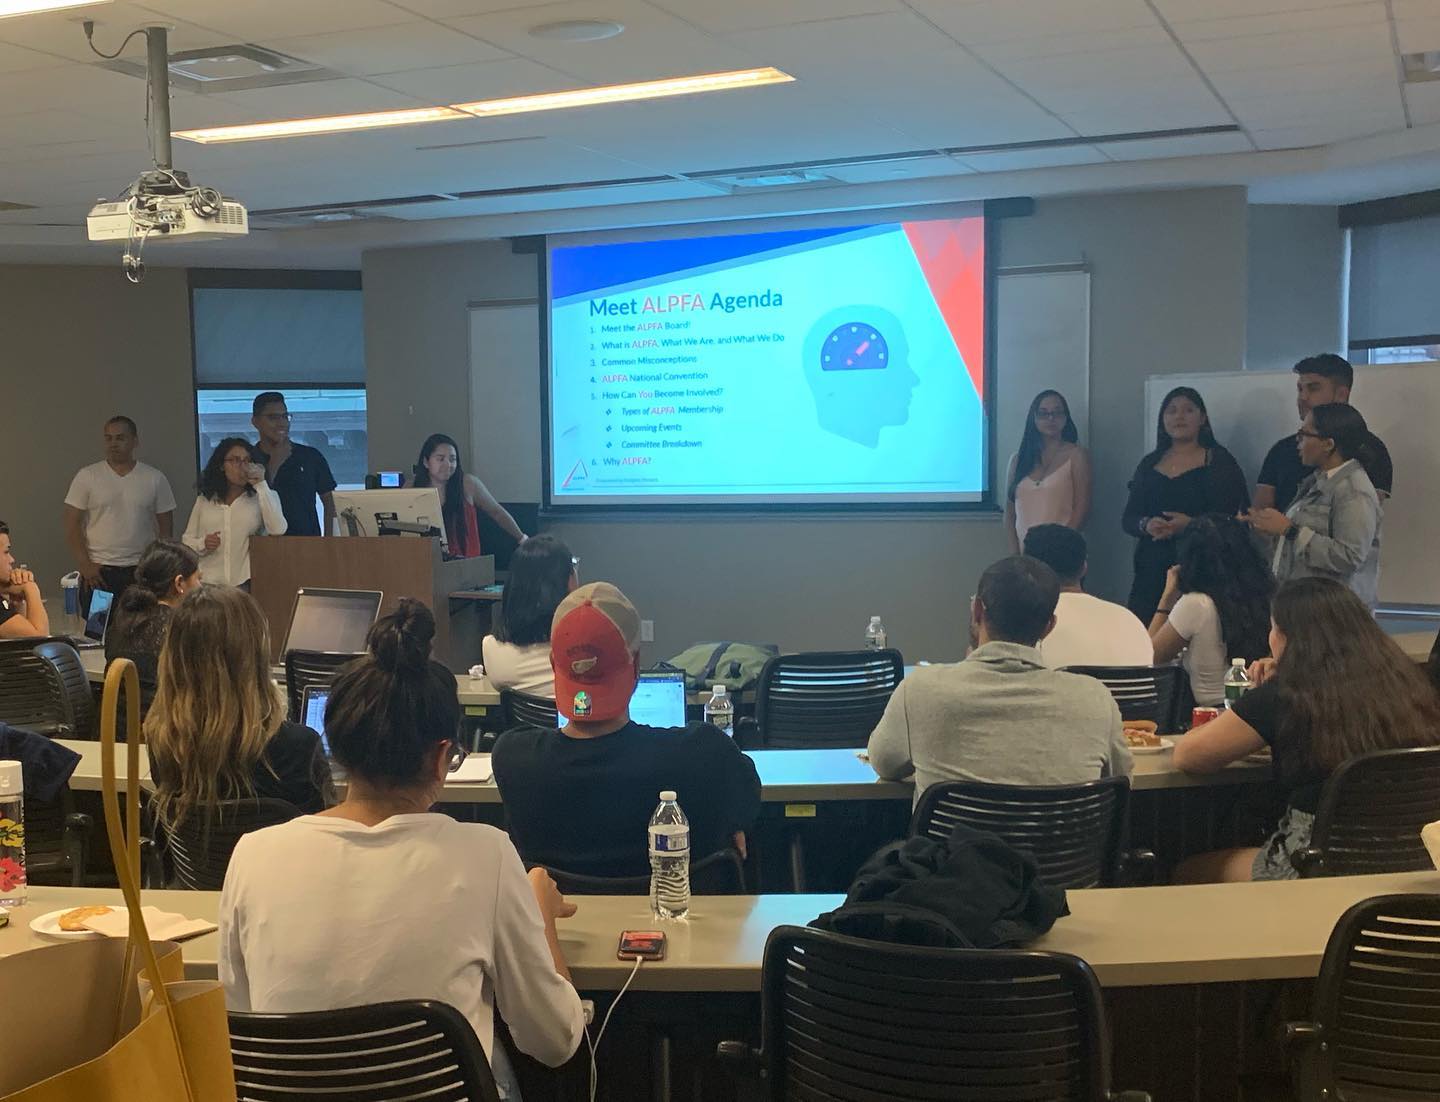 Meet ALPFA Agenda
1. Meet the ALPFA Board!
2. What is ALPFA, What We Are, and What We Do
3. Common Misconceptions
4. ALPFA National Convention
5. How Can You Become Involved?
❖ Types of ALPFA Membership
❖ Upcoming Events
❖ Committee Breakdown
6. Why ALPFA?
ALPFA